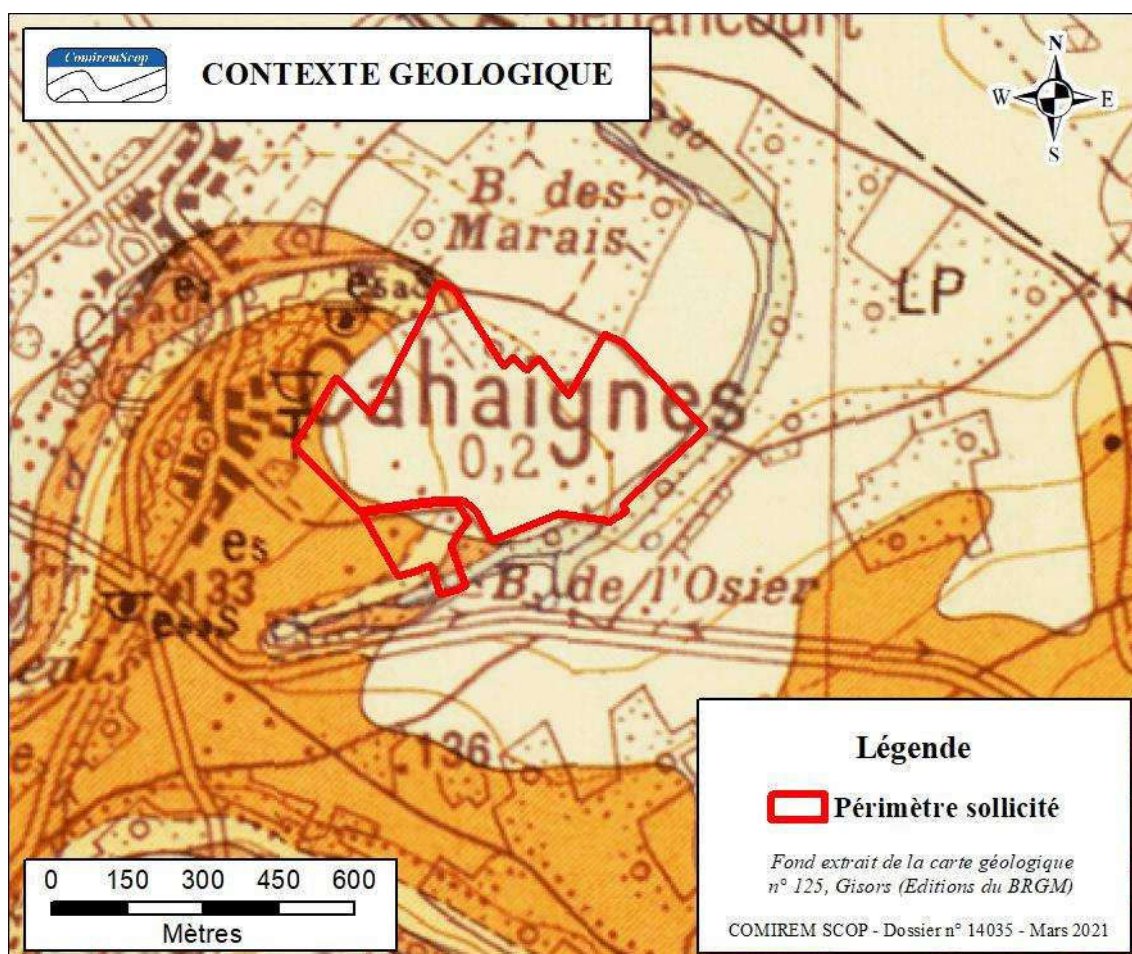 ComiremScop
CONTEXTE GEOLOGIQUE
N
W E
S
B. des
Marais
LP
Cahaignes
0,2
es
133
B. de l'Osier
136
Légende
Périmètre sollicité
Fond extrait de la carte géologique
n° 125, Gisors (Editions du BRGM)
COMIREM SCOP - Dossier n° 14035 - Mars 2021
0 150 300 450 600
Mètres